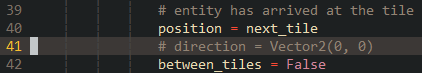 39 # entity has arrived at the tile
40 position = next_tile
41 # direction = Vector2(0, 0)
42 between_tiles = False